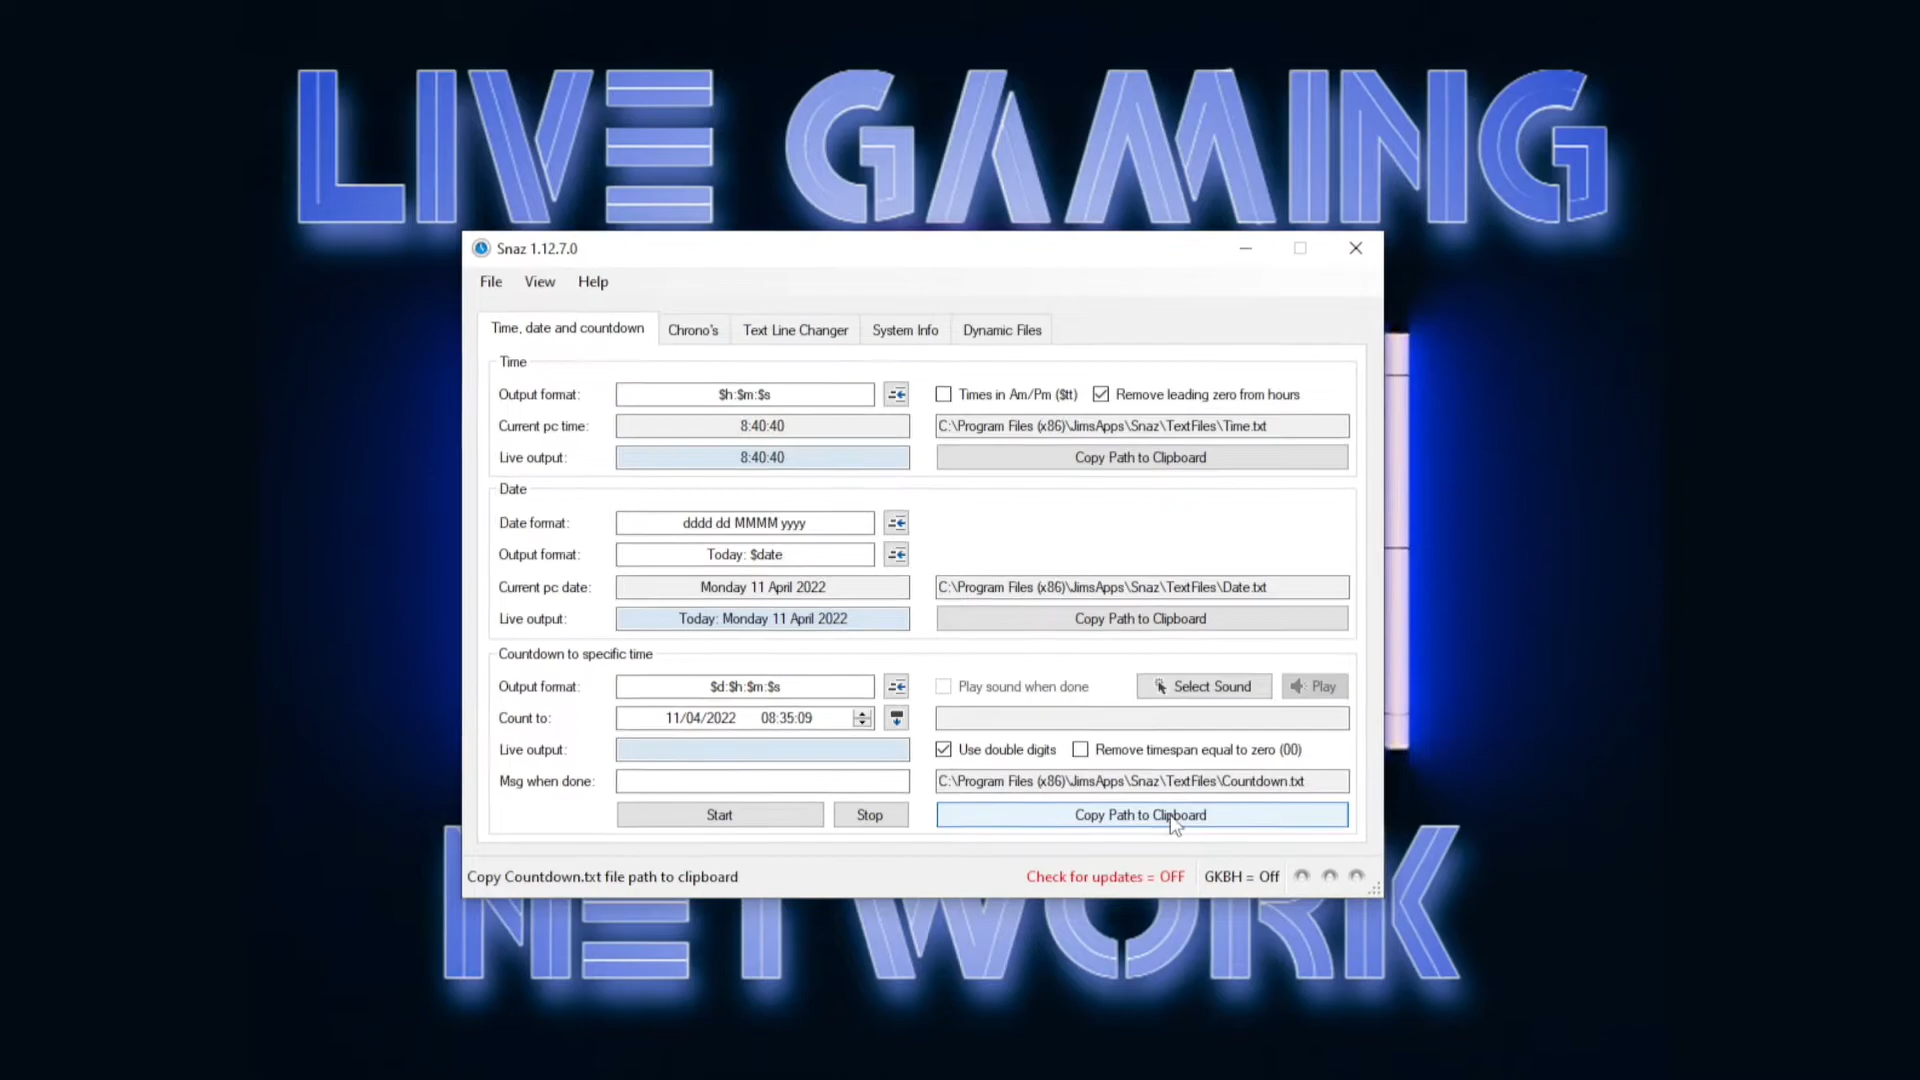 LIVE GAMING
Snaz 1.12.7.0
File View Help
Time, date and countdown Chrono's Text Line Changer System Info Dynamic Files
Time
Output format: $h:$m:$s Times in Am/Pm ($tt) Remove leading zero from hours
Current pc time: 8:40:40 C:\Program Files (x86)\JimsApps\Snaz\TextFiles\Time.txt
Live output: 8:40:40 Copy Path to Clipboard
Date
Date format: dddd dd MMMM yyyy
Output format: Today: $date
Current pc date: Monday 11 April 2022 C:\Program Files (x86)\JimsApps\Snaz\TextFiles\Date.txt
Live output: Today: Monday 11 April 2022 Copy Path to Clipboard
Countdown to specific time
Output format: $d:$h:$m:$s Play sound when done Select Sound Play
Count to: 11/04/2022 08:35:09
Live output: Use double digits Remove timespan equal to zero (00)
Msg when done: C:\Program Files (x86)\JimsApps\Snaz\TextFiles\Countdown.txt
Start Stop Copy Path to Clipboard
Copy Countdown.txt file path to clipboard Check for updates = OFF GKBH = Off
NETWORK